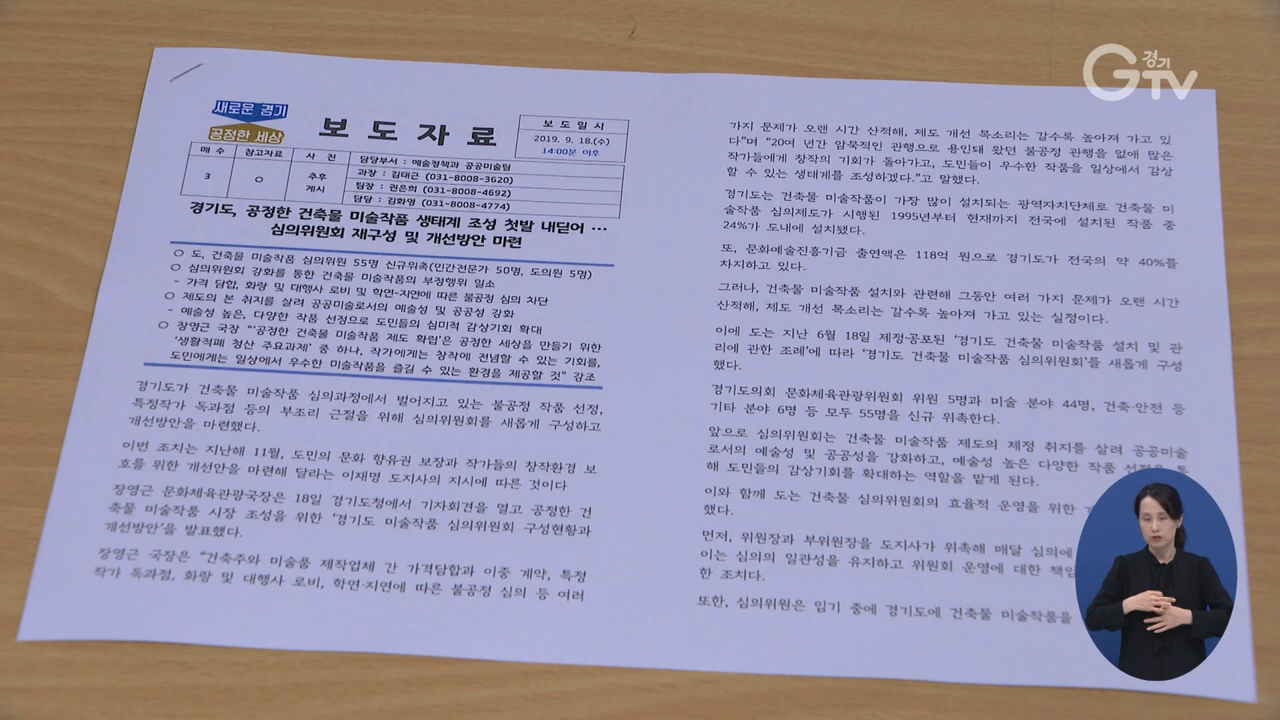 경기
GTV
새로운 경기
공정한 세상
보 도 자 료
보 도 일 시
2019. 9. 18.(수)
14:00분 이후
매 수
참고자료
사 진
담당부서 : 예술정책과 공공미술팀
3
○
추후
게시
과장 : 김태근 (031-8008-3620)
팀장 : 권은희 (031-8008-4692)
담당 : 김화영 (031-8008-4774)
경기도, 공정한 건축물 미술작품 생태계 조성 첫발 내딛어 …
심의위원회 재구성 및 개선방안 마련
○ 도, 건축물 미술작품 심의위원 55명 신규위촉(민간전문가 50명, 도의원 5명)
○ 심의위원회 강화를 통한 건축물 미술작품의 부정행위 일소
- 가격 담합, 화랑 및 대행사 로비 및 학연-지연에 따른 불공정 심의 차단
○ 제도의 본 취지를 살려 공공미술로서의 예술성 및 공공성 강화
- 예술성 높은, 다양한 작품 선정으로 도민들의 심미적 감상기회 확대
○ 장영근 국장 "'공정한 건축물 미술작품 제도 확립'은 공정한 세상을 만들기 위한
'생활적폐 청산 주요과제' 중 하나, 작가에게는 창작에 전념할 수 있는 기회를,
도민에게는 일상에서 우수한 미술작품을 즐길 수 있는 환경을 제공할 것" 강조
경기도가 건축물 미술작품 심의과정에서 벌어지고 있는 불공정 작품 선정,
특정작가 독과점 등의 부조리 근절을 위해 심의위원회를 새롭게 구성하고
개선방안을 마련했다.
이번 조치는 지난해 11월, 도민의 문화 향유권 보장과 작가들의 창작환경 보
호를 위한 개선안을 마련해 달라는 이재명 도지사의 지시에 따른 것이다
장영근 문화체육관광국장은 18일 경기도청에서 기자회견을 열고 공정한 건
축물 미술작품 시장 조성을 위한 '경기도 미술작품 심의위원회 구성현황과
개선방안'을 발표했다.
장영근 국장은 "건축주와 미술품 제작업체 간 가격담합과 이중 계약, 특정
작가 독과점, 화랑 및 대행사 로비, 학연·지연에 따른 불공정 심의 등 여러
가지 문제가 오랜 시간 산적해, 제도 개선 목소리는 갈수록 높아져 가고 있
다"며 "20여 년간 암묵적인 관행으로 용인돼 왔던 불공정 관행을 없애 많은
작가들에게 창작의 기회가 돌아가고, 도민들이 우수한 작품을 일상에서 감상
할 수 있는 생태계를 조성하겠다."고 말했다.
경기도는 건축물 미술작품이 가장 많이 설치되는 광역자치단체로 건축물 미
술작품 심의제도가 시행된 1995년부터 현재까지 전국에 설치된 작품 중
24%가 도내에 설치됐다.
또, 문화예술진흥기금 출연액은 118억 원으로 경기도가 전국의 약 40%를
차지하고 있다.
그러나, 건축물 미술작품 설치와 관련해 그동안 여러 가지 문제가 오랜 시간
산적해, 제도 개선 목소리는 갈수록 높아져 가고 있는 실정이다.
이에 도는 지난 6월 18일 제정·공포된 '경기도 건축물 미술작품 설치 및 관
리에 관한 조례'에 따라 '경기도 건축물 미술작품 심의위원회'를 새롭게 구성
했다.
경기도의회 문화체육관광위원회 위원 5명과 미술 분야 44명, 건축·안전 등
기타 분야 6명 등 모두 55명을 신규 위촉한다.
앞으로 심의위원회는 건축물 미술작품 제도의 제정 취지를 살려 공공미술
로서의 예술성 및 공공성을 강화하고, 예술성 높은 다양한 작품 선정을 통
해 도민들의 감상기회를 확대하는 역할을 맡게 된다.
이와 함께 도는 건축물 심의위원회의 효율적 운영을 위한
했다.
먼저, 위원장과 부위원장을 도지사가 위촉해 매달 심의에
이는 심의의 일관성을 유지하고 위원회 운영에 대한 책임
한 조치다.
또한, 심의위원은 임기 중에 경기도에 건축물 미술작품을